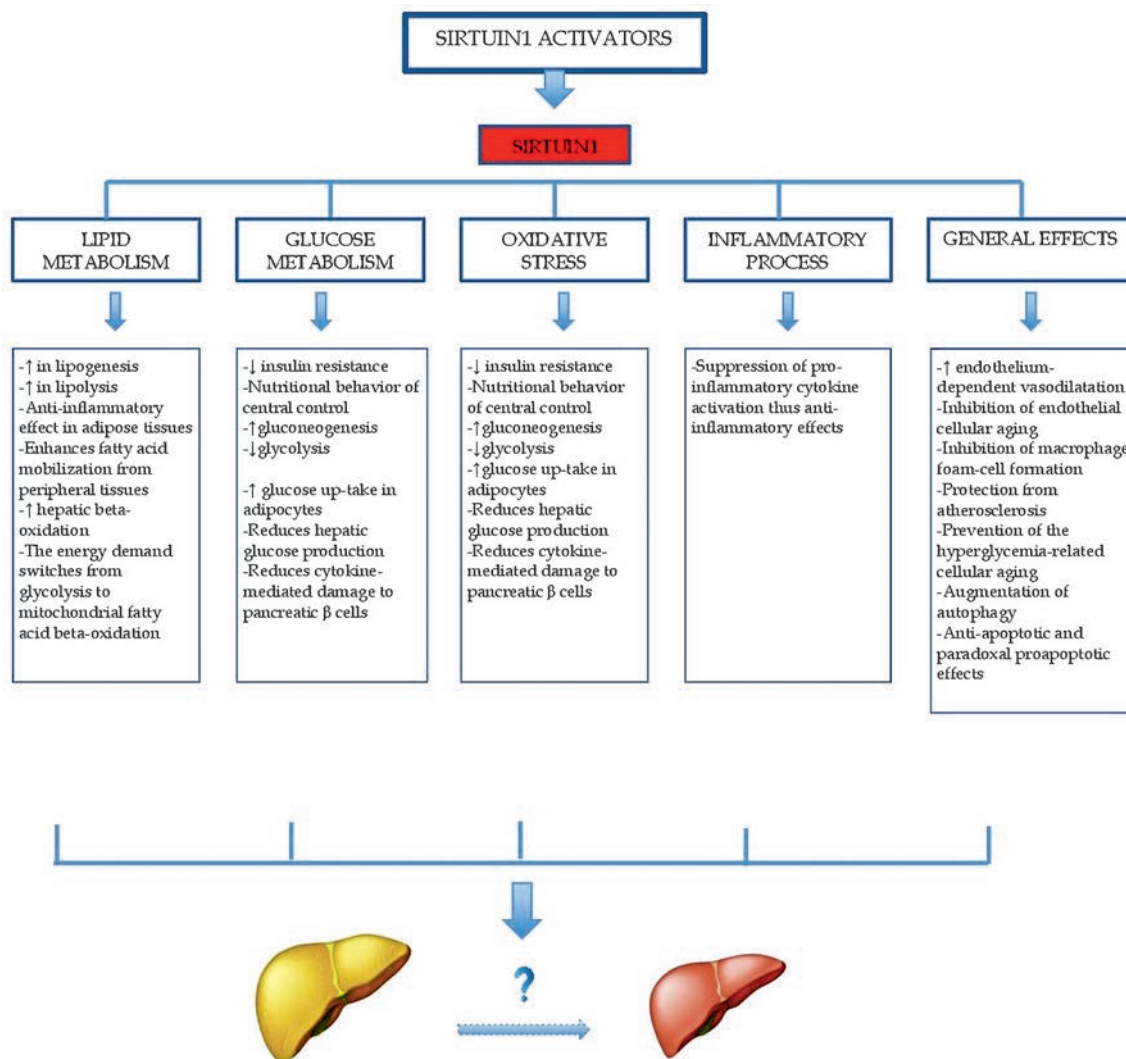 SIRTUIN1 ACTIVATORS
SIRTUIN1
LIPID
METABOLISM
GLUCOSE
METABOLISM
OXIDATIVE
STRESS
INFLAMMATORY
PROCESS
GENERAL EFFECTS
-↑ in lipogenesis
-↑ in lipolysis
-Anti-inflammatory
effect in adipose tissues
-Enhances fatty acid
mobilization from
peripheral tissues
-↑ hepatic beta-
oxidation
-The energy demand
switches from
glycolysis to
mitochondrial fatty
acid beta-oxidation
-↓ insulin resistance
-Nutritional behavior of
central control
-↑gluconeogenesis
-↓glycolysis
-↑ glucose up-take in
adipocytes
-Reduces hepatic
glucose production
-Reduces cytokine-
mediated damage to
pancreatic β cells
-↓ insulin resistance
-Nutritional behavior
of central control
-↑gluconeogenesis
-↓glycolysis
-↑glucose up-take in
adipocytes
-Reduces hepatic
glucose production
-Reduces cytokine-
mediated damage to
pancreatic β cells
-Suppression of pro-
inflammatory cytokine
activation thus anti-
inflammatory effects
-↑ endothelium-
dependent vasodilatation
-Inhibition of endothelial
cellular aging
-Inhibition of macrophage
foam-cell formation
-Protection from
atherosclerosis
-Prevention of the
hyperglycemia-related
cellular aging
-Augmentation of
autophagy
-Anti-apoptotic and
paradoxal proapoptotic
effects
?